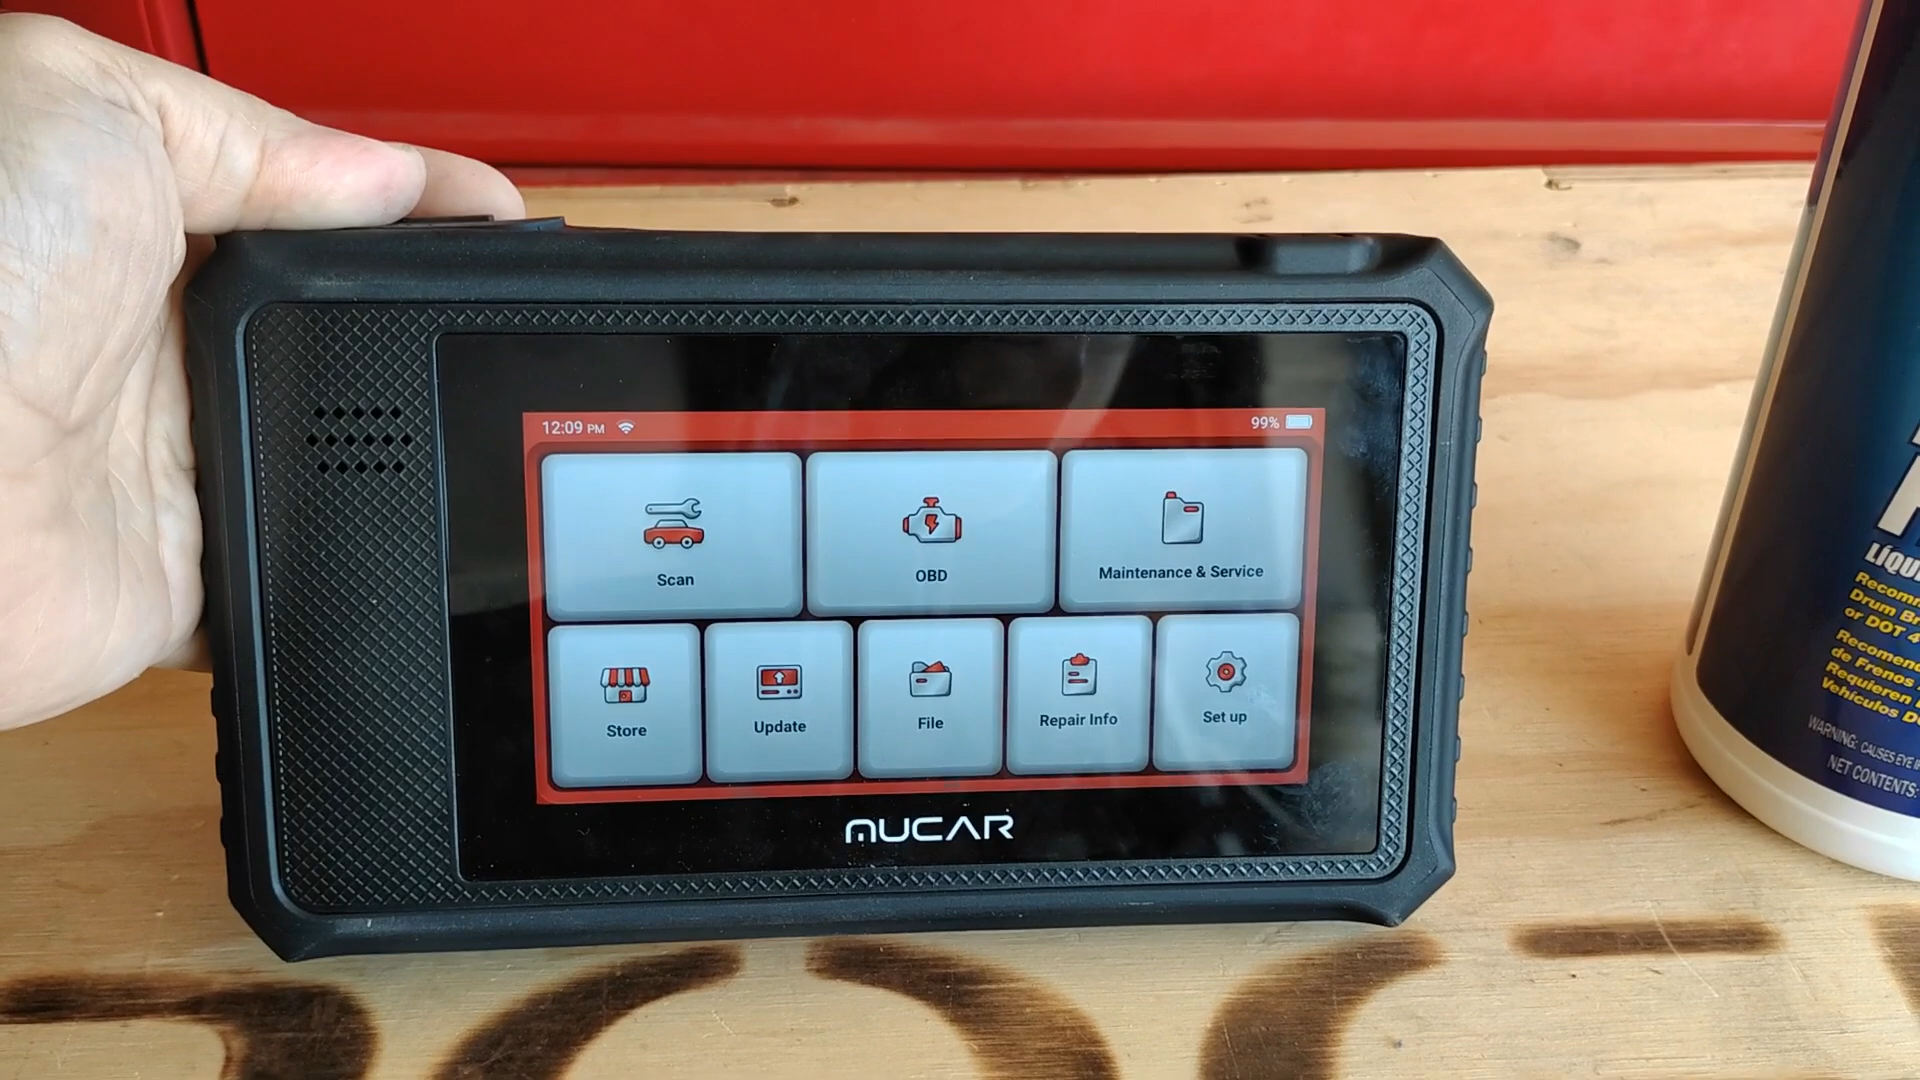 12:09 PM
99%
Scan
OBD
Maintenance & Service
Store
Update
File
Repair Info
Set up
MUCAR
LÍQU
Recom
Drum Br
or DOT 4
Recomen
de Frenos
Requieren
Vehículos D
WARNING: CAUSES EYE
NET CONTENTS: